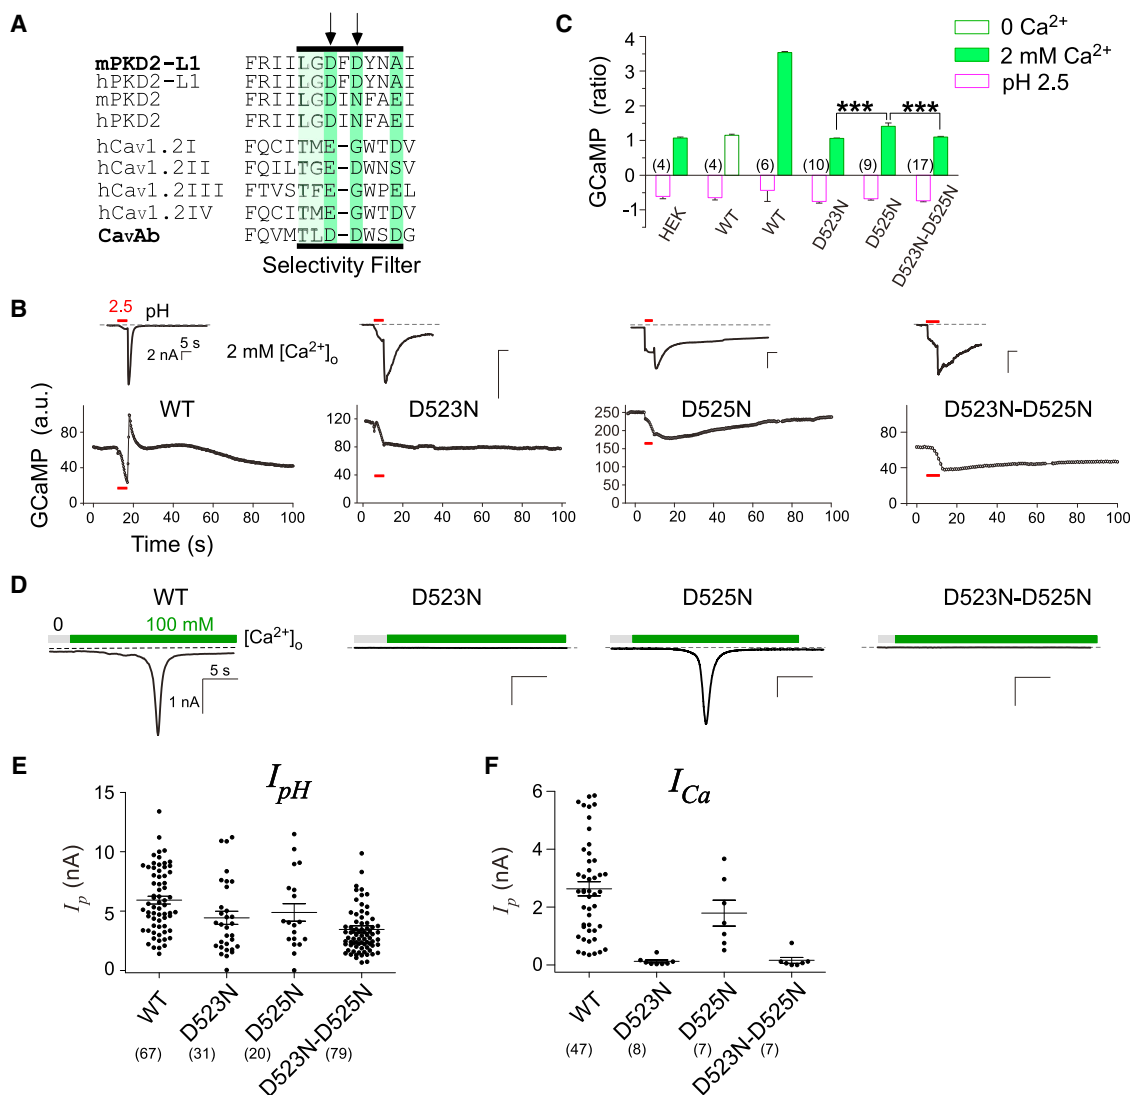 A
mPKD2-L1 FRIILGDFDYNAI
hPKD2-L1 FRIILGDFDYNAI
mPKD2 FRIILGDINFAEI
hPKD2 FRIILGDINFAEI
hCav1.2I FQCITME-GWTDV
hCav1.2II FQILTGE-DWNSV
hCav1.2III FTVSTFE-GWPEL
hCav1.2IV FQCITME-GWTDV
CavAb FQVMTLD-DWSDG
Selectivity Filter
C
0 Ca2+
2 mM Ca2+
pH 2.5
GCaMP (ratio)
4
3
2
1
0
-1
*** ***
(4) (4) (6) (10) (9) (17)
HEK WT WT D523N D525N D523N-D525N
B
2.5 pH
5 s
2 nA
2 mM [Ca2+]o
WT D523N D525N D523N-D525N
GCaMP (a.u.)
80
40
0
0 20 40 60 80 100
120
80
40
0
0 20 40 60 80 100
250
200
150
100
50
0
0 20 40 60 80 100
80
40
0
0 20 40 60 80 100
Time (s)
D
WT D523N D525N D523N-D525N
0 100 mM [Ca2+]o
5 s
1 nA
E
IpH
Ip (nA)
15
10
5
0
WT D523N D525N D523N-D525N
(67) (31) (20) (79)
F
ICa
Ip (nA)
6
4
2
0
WT D523N D525N D523N-D525N
(47) (8) (7) (7)